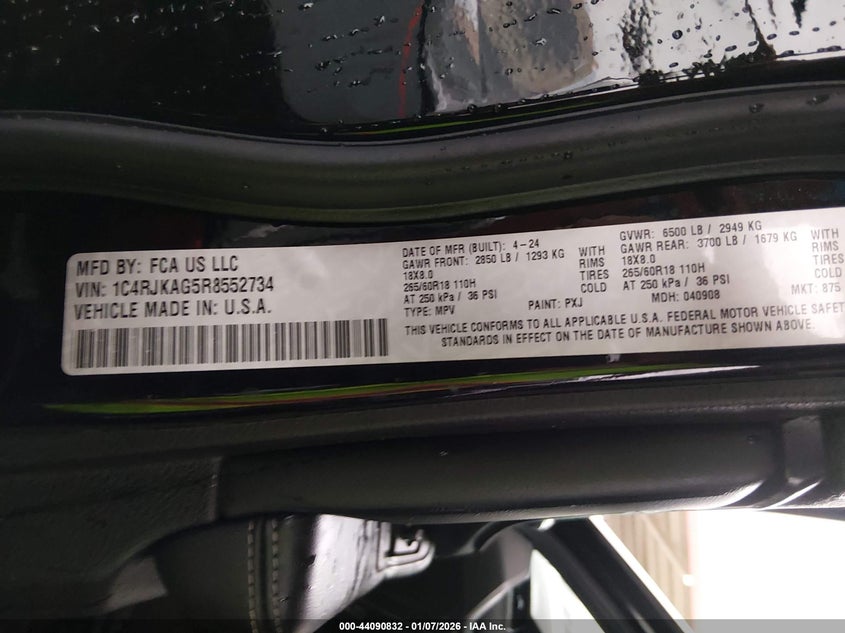 MFD BY: FCA US LLC
VIN: 1C4RJKAG5R8552734
VEHICLE MADE IN: U.S.A.
DATE OF MFR (BUILT): 4-24
GAWR FRONT: 2850 LB / 1293 KG WITH
18X8.0 RIMS
265/60R18 110H TIRES
AT 250 kPa / 36 PSI COLD
TYPE: MPV PAINT: PXJ
GVWR: 6500 LB / 2949 KG
GAWR REAR: 3700 LB / 1679 KG WITH
18X8.0 RIMS
265/60R18 110H TIRES
AT 250 kPa / 36 PSI COLD
MDH: 040908 MKT: 875
THIS VEHICLE CONFORMS TO ALL APPLICABLE U.S.A. FEDERAL MOTOR VEHICLE
STANDARDS IN EFFECT ON THE DATE OF MANUFACTURE SHOWN ABOVE.
000-44090832 - 01/07/2026 - IAA Inc.